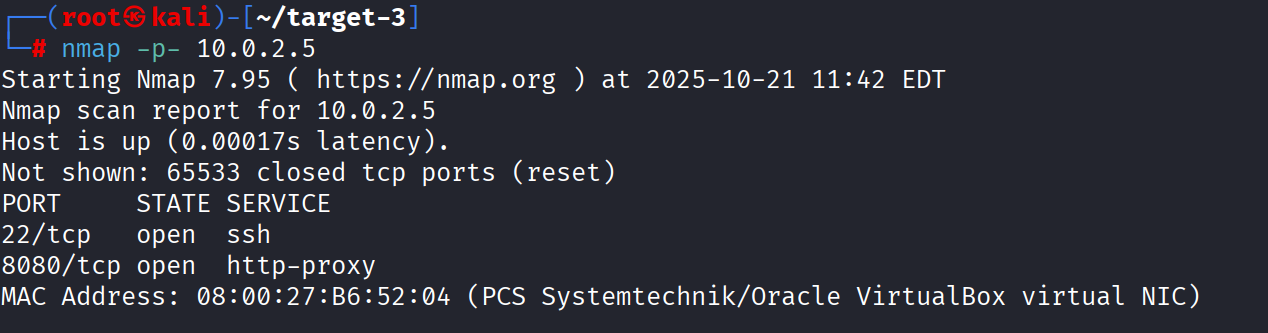 ┌──(root㉿kali)-[~/target-3]
└─# nmap -p- 10.0.2.5
Starting Nmap 7.95 ( https://nmap.org ) at 2025-10-21 11:42 EDT
Nmap scan report for 10.0.2.5
Host is up (0.00017s latency).
Not shown: 65533 closed tcp ports (reset)
PORT     STATE SERVICE
22/tcp   open  ssh
8080/tcp open  http-proxy
MAC Address: 08:00:27:B6:52:04 (PCS Systemtechnik/Oracle VirtualBox virtual NIC)